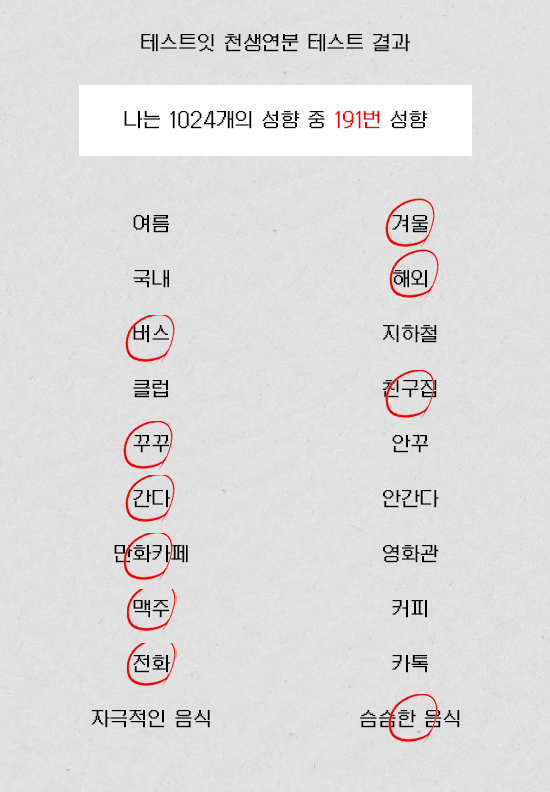 테스트잇 천생연분 테스트 결과
나는 1024개의 성향 중 191번 성향
여름 겨울
국내 해외
버스 지하철
클럽 친구집
꾸꾸 안꾸
간다 안간다
만화카페 영화관
맥주 커피
전화 카톡
자극적인 음식 슴슴한 음식